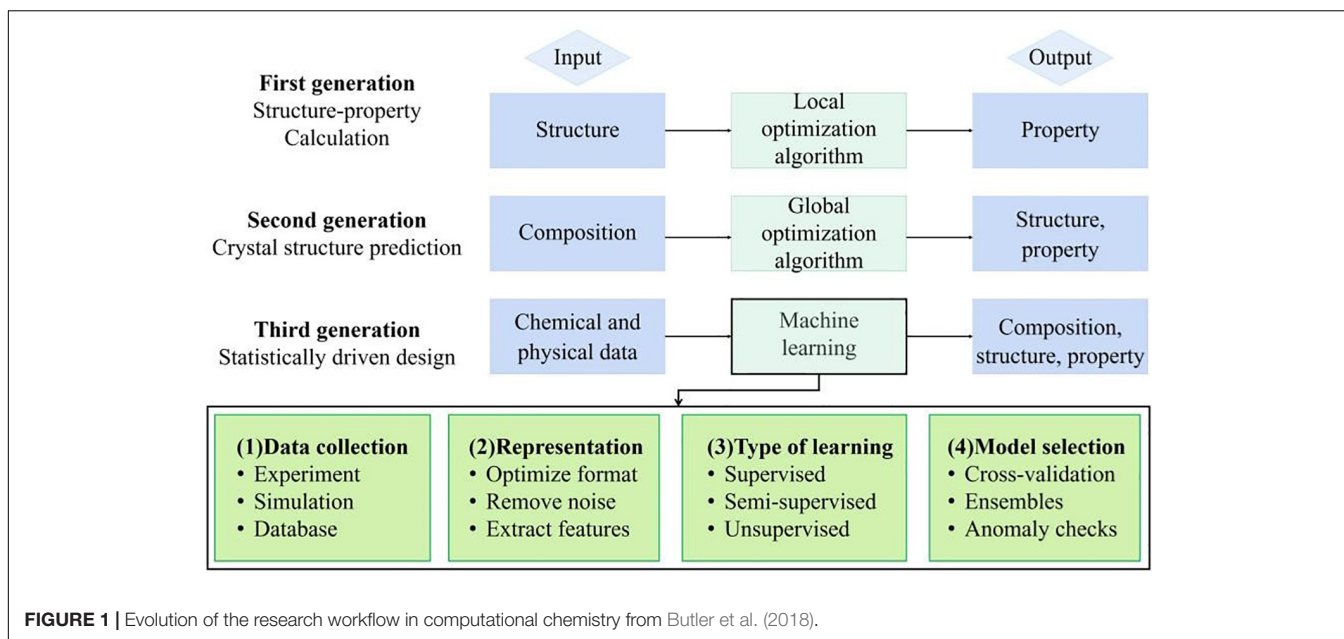 Input
Output
First generation
Structure-property
Calculation
Structure
Local
optimization
algorithm
Property
Second generation
Crystal structure prediction
Composition
Global
optimization
algorithm
Structure,
property
Third generation
Statistically driven design
Chemical and
physical data
Machine
learning
Composition,
structure, property
(1)Data collection
• Experiment
• Simulation
• Database
(2)Representation
• Optimize format
• Remove noise
• Extract features
(3)Type of learning
• Supervised
• Semi-supervised
• Unsupervised
(4)Model selection
• Cross-validation
• Ensembles
• Anomaly checks
FIGURE 1 | Evolution of the research workflow in computational chemistry from Butler et al. (2018).